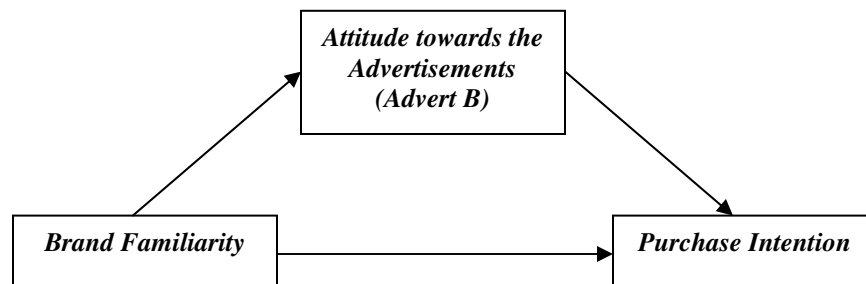 Attitude towards the
Advertisements
(Advert B)
Brand Familiarity
Purchase Intention